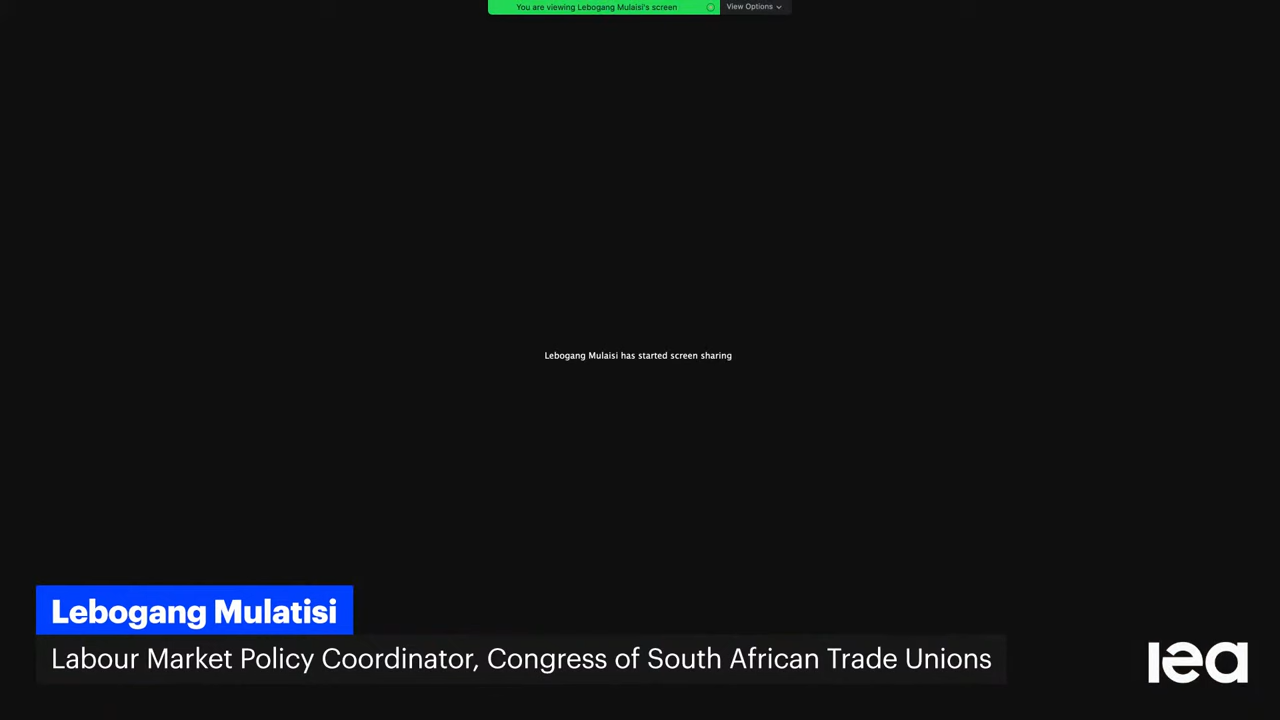 You are viewing Lebogang Mulaisi's screen
View Options
Lebogang Mulaisi has started screen sharing
Lebogang Mulatisi
Labour Market Policy Coordinator, Congress of South African Trade Unions
iea